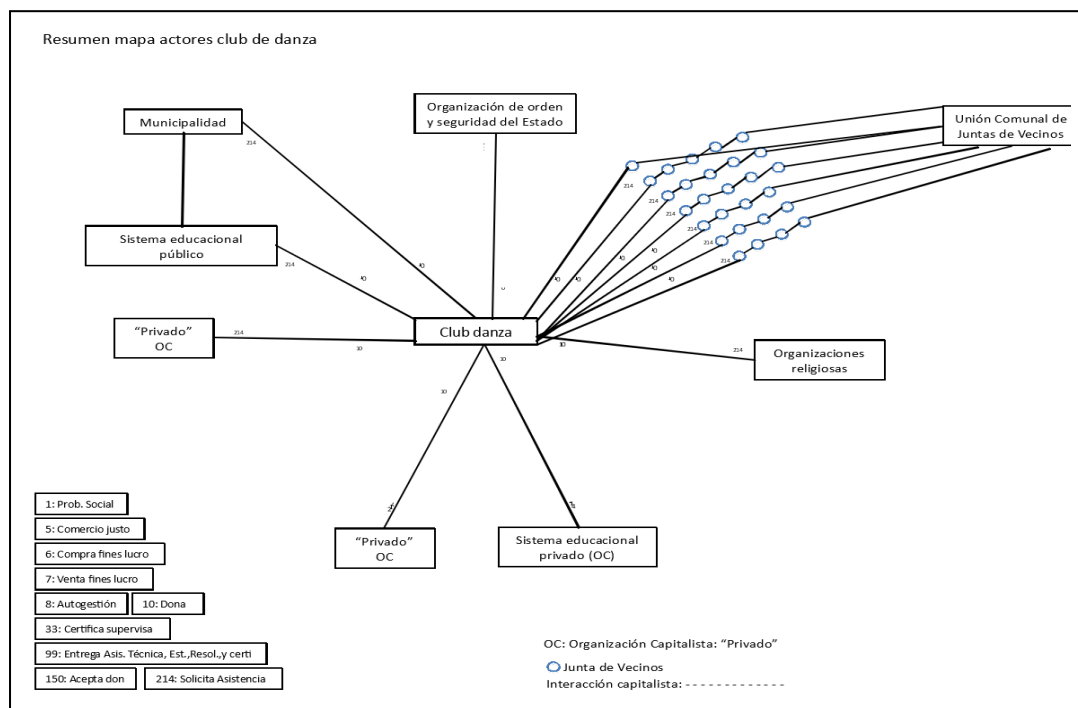 Resumen mapa actores club de danza
Municipalidad
Organización de orden
y seguridad del Estado
Unión Comunal de
Juntas de Vecinos
214
214
214
214
214
214
214
214
Sistema educacional
público
214
"Privado"
OC
214
10
Club danza
10
10
214
Organizaciones
religiosas
10
"Privado"
OC
Sistema educacional
privado (OC)
1: Prob. Social
5: Comercio justo
6: Compra fines lucro
7: Venta fines lucro
8: Autogestión
10: Dona
33: Certifica supervisa
99: Entrega Asis. Técnica, Est.,Resol.,y certi
150: Acepta don
214: Solicita Asistencia
OC: Organización Capitalista: "Privado"
Junta de Vecinos
Interacción capitalista: - - - - - - - - - - - - -